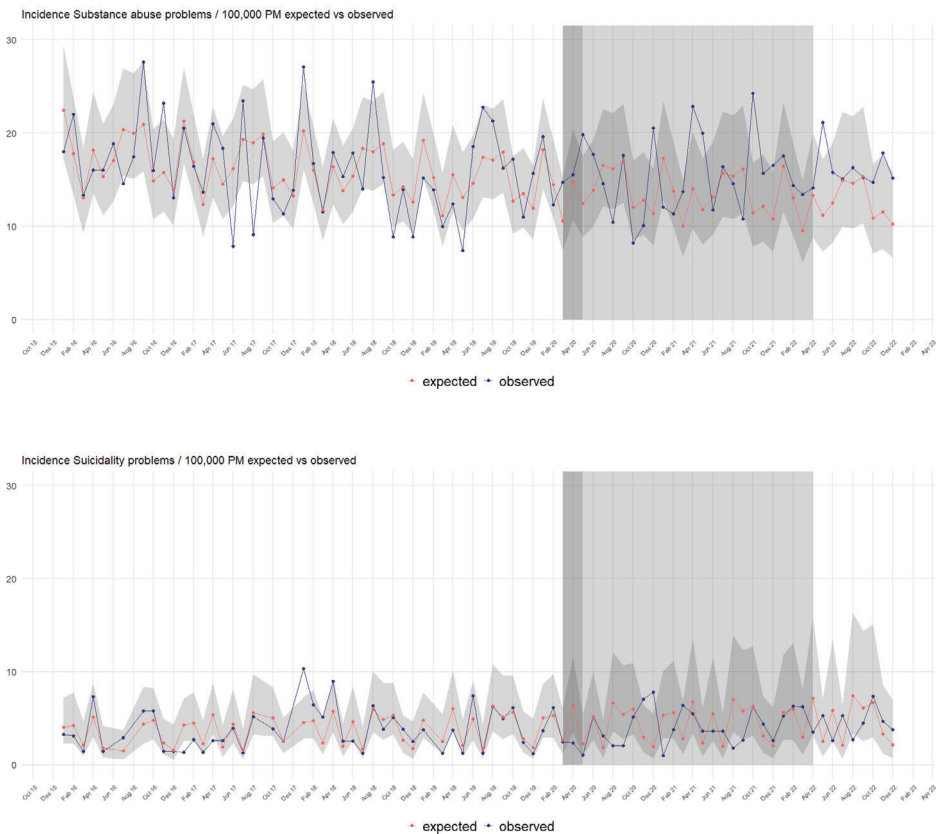 Incidence Substance abuse problems / 100,000 PM expected vs observed
30
20
10
0
Oct 15 Dec 15 Feb 16 Apr 16 Jun 16 Aug 16 Oct 16 Dec 16 Feb 17 Apr 17 Jun 17 Aug 17 Oct 17 Dec 17 Feb 18 Apr 18 Jun 18 Aug 18 Oct 18 Dec 18 Feb 19 Apr 19 Jun 19 Aug 19 Oct 19 Dec 19 Feb 20 Apr 20 Jun 20 Aug 20 Oct 20 Dec 20 Feb 21 Apr 21 Jun 21 Aug 21 Oct 21 Dec 21 Feb 22 Apr 22 Jun 22 Aug 22 Oct 22 Dec 22 Feb 23 Apr 23
expected observed
Incidence Suicidality problems / 100,000 PM expected vs observed
30
20
10
0
Oct 15 Dec 15 Feb 16 Apr 16 Jun 16 Aug 16 Oct 16 Dec 16 Feb 17 Apr 17 Jun 17 Aug 17 Oct 17 Dec 17 Feb 18 Apr 18 Jun 18 Aug 18 Oct 18 Dec 18 Feb 19 Apr 19 Jun 19 Aug 19 Oct 19 Dec 19 Feb 20 Apr 20 Jun 20 Aug 20 Oct 20 Dec 20 Feb 21 Apr 21 Jun 21 Aug 21 Oct 21 Dec 21 Feb 22 Apr 22 Jun 22 Aug 22 Oct 22 Dec 22 Feb 23 Apr 23
expected observed